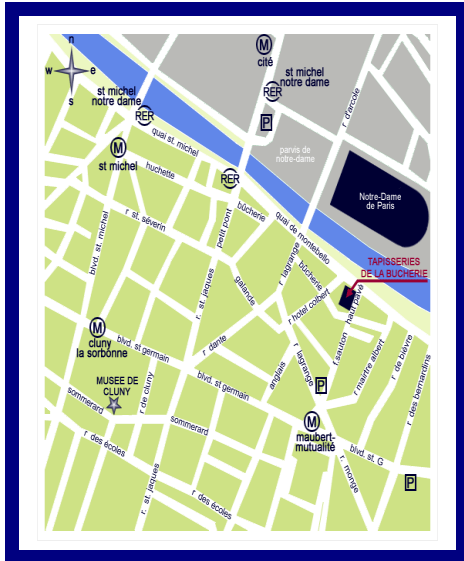 n
w
e
s
M
cité
st michel
notre dame
RER
P
r d'arcole
st michel
notre dame
RER
quai st. michel
parvis de
notre-dame
M
st michel
huchette
RER
Notre-Dame
de Paris
blvd. st. michel
r st. séverin
petit pont
bûcherie
quai de montebello
r lagrange
bûcherie
TAPISSERIES
DE LA BUCHERIE
r. st. jaques
galande
r hotel colbert
haut pavé
M
cluny
la sorbonne
blvd. st germain
r dante
r.sauton
r mairtre albert
r de bièvre
MUSEE DE
CLUNY
r de cluny
blvd. st germain
anglais
r lagrange
P
r des bernardins
sommerard
sommerard
M
maubert-
mutualité
r des écoles
blvd. st. G
r. monge
P
r. st. jaques
r des écoles